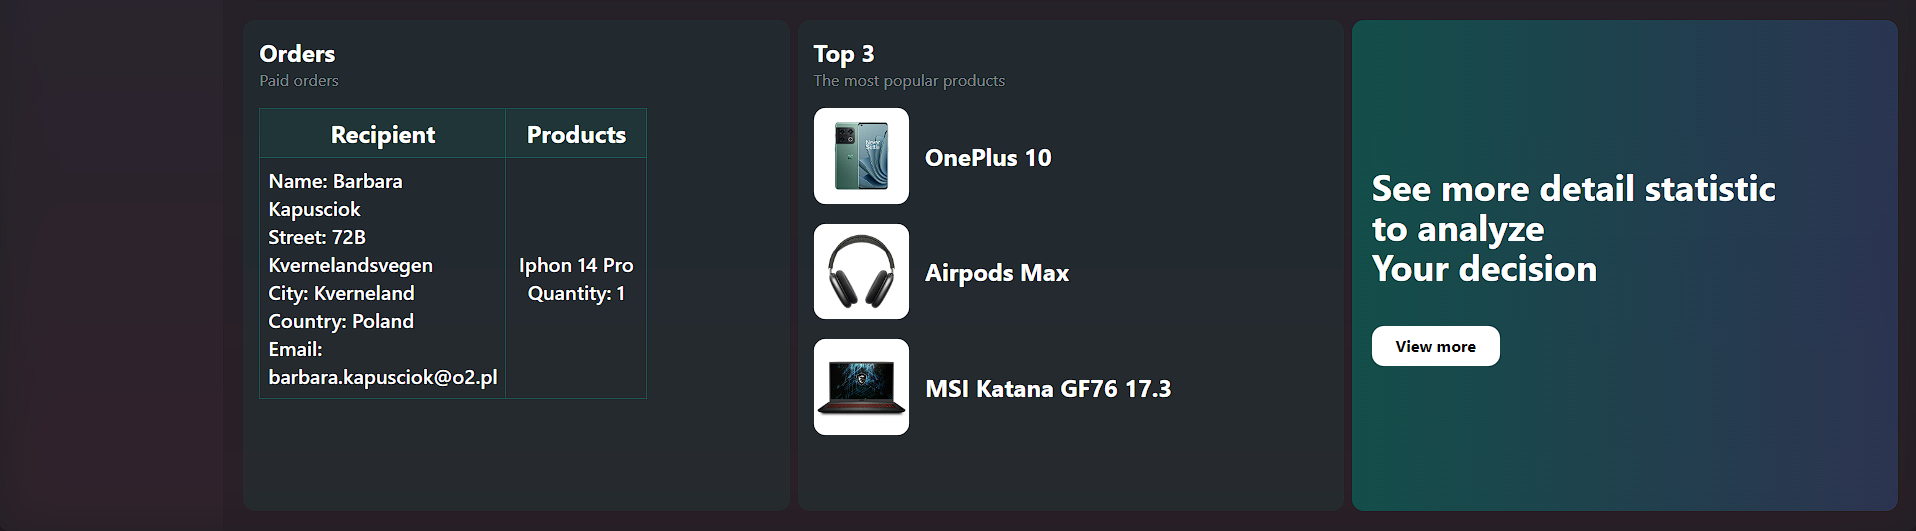 Orders
Paid orders
Recipient
Products
Name: Barbara
Kapusciok
Street: 72B
Kvernelandsvegen
City: Kverneland
Country: Poland
Email:
barbara.kapusciok@o2.pl
Iphon 14 Pro
Quantity: 1
Top 3
The most popular products
OnePlus 10
Airpods Max
MSI Katana GF76 17.3
See more detail statistic
to analyze
Your decision
View more